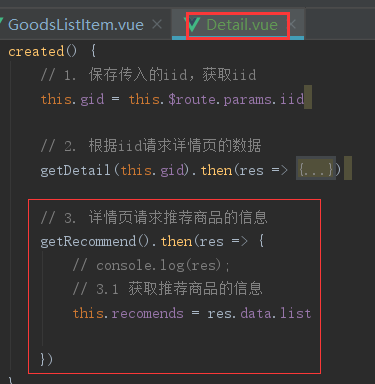 GoodsListItem.vue
Detail.vue
created() {
// 1. 保存传入的iid，获取iid
this.gid = this.$route.params.iid
// 2. 根据iid请求详情页的数据
getDetail(this.gid).then(res => {...})
// 3. 详情页请求推荐商品的信息
getRecommend().then(res => {
// console.log(res);
// 3.1 获取推荐商品的信息
this.recomends = res.data.list
})